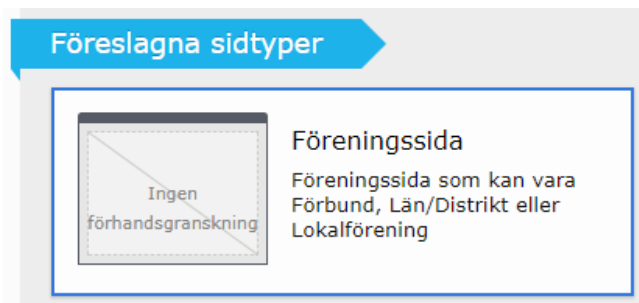 Föreslagna sidtyper
Ingen
förhandsgranskning
Föreningssida
Föreningssida som kan vara
Förbund, Län/Distrikt eller
Lokalförening